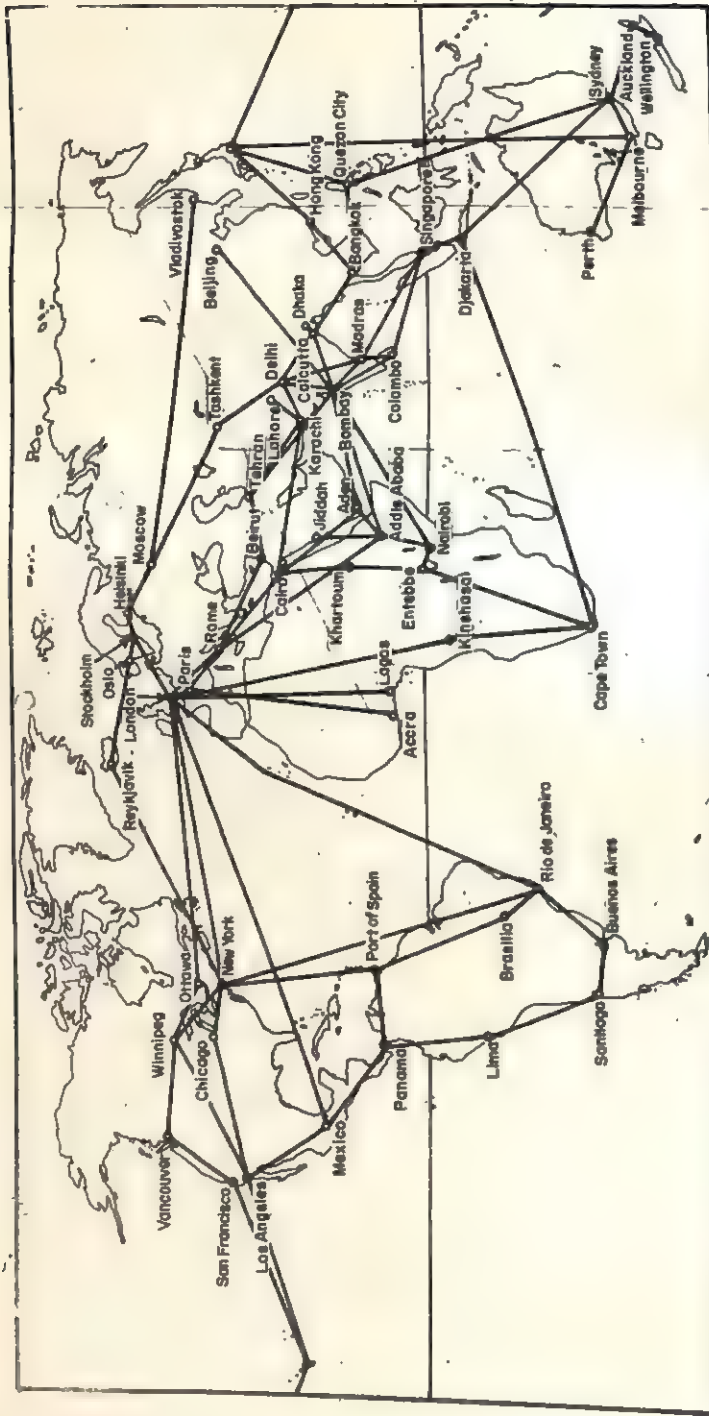 Vancouver
San Francisco
Los Angeles
Mexico
Winnipeg
Chicago
Ottawa
New York
Panama
Port of Spain
Lima
Santiago
Brasilia
Rio de Janeiro
Buenos Aires
Reykjavik
London
Oslo
Stockholm
Helsinki
Moscow
Paris
Rome
Beirut
Cairo
Tehran
Jiddah
Aden
Khartoum
Addis Ababa
Entebbe
Nairobi
Accra
Lagos
Cape Town
Tashkent
Lahore
Delhi
Karachi
Bombay
Calcutta
Dhaka
Madras
Colombo
Vladivostok
Beijing
Hong Kong
Bangkok
Quezon City
Singapore
Djakarta
Perth
Melbourne
Sydney
Auckland
Wellington